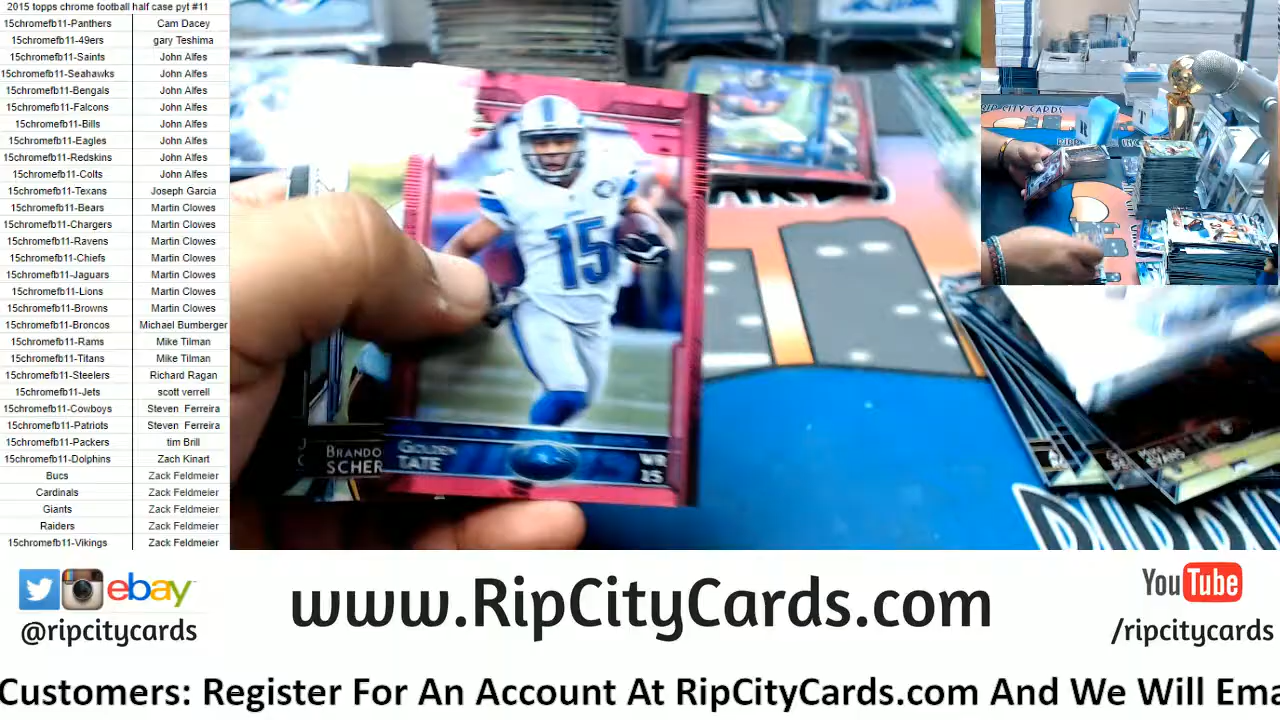 2015 topps chrome football half case pyt #11
15chromefb11-Panthers Cam Dacey
15chromefb11-49ers gary Teshima
15chromefb11-Saints John Alfes
15chromefb11-Seahawks John Alfes
15chromefb11-Bengals John Alfes
15chromefb11-Falcons John Alfes
15chromefb11-Bills John Alfes
15chromefb11-Eagles John Alfes
15chromefb11-Redskins John Alfes
15chromefb11-Colts John Alfes
15chromefb11-Texans Joseph Garcia
15chromefb11-Bears Martin Clowes
15chromefb11-Chargers Martin Clowes
15chromefb11-Ravens Martin Clowes
15chromefb11-Chiefs Martin Clowes
15chromefb11-Jaguars Martin Clowes
15chromefb11-Lions Martin Clowes
15chromefb11-Browns Martin Clowes
15chromefb11-Broncos Michael Bumberger
15chromefb11-Rams Mike Tilman
15chromefb11-Titans Mike Tilman
15chromefb11-Steelers Richard Ragan
15chromefb11-Jets scott verrell
15chromefb11-Cowboys Steven Ferreira
15chromefb11-Patriots Steven Ferreira
15chromefb11-Packers tim Brill
15chromefb11-Dolphins Zach Kinart
Bucs Zack Feldmeier
Cardinals Zack Feldmeier
Giants Zack Feldmeier
Raiders Zack Feldmeier
15chromefb11-Vikings Zack Feldmeier
15
BRANDO
SCHER
GOLDEN
TATE
WR
15
RIP CITY CARDS
R
T
ebay
@ripcitycards
www.RipCityCards.com
YouTube
/ripcitycards
Customers: Register For An Account At RipCityCards.com And We Will Ema